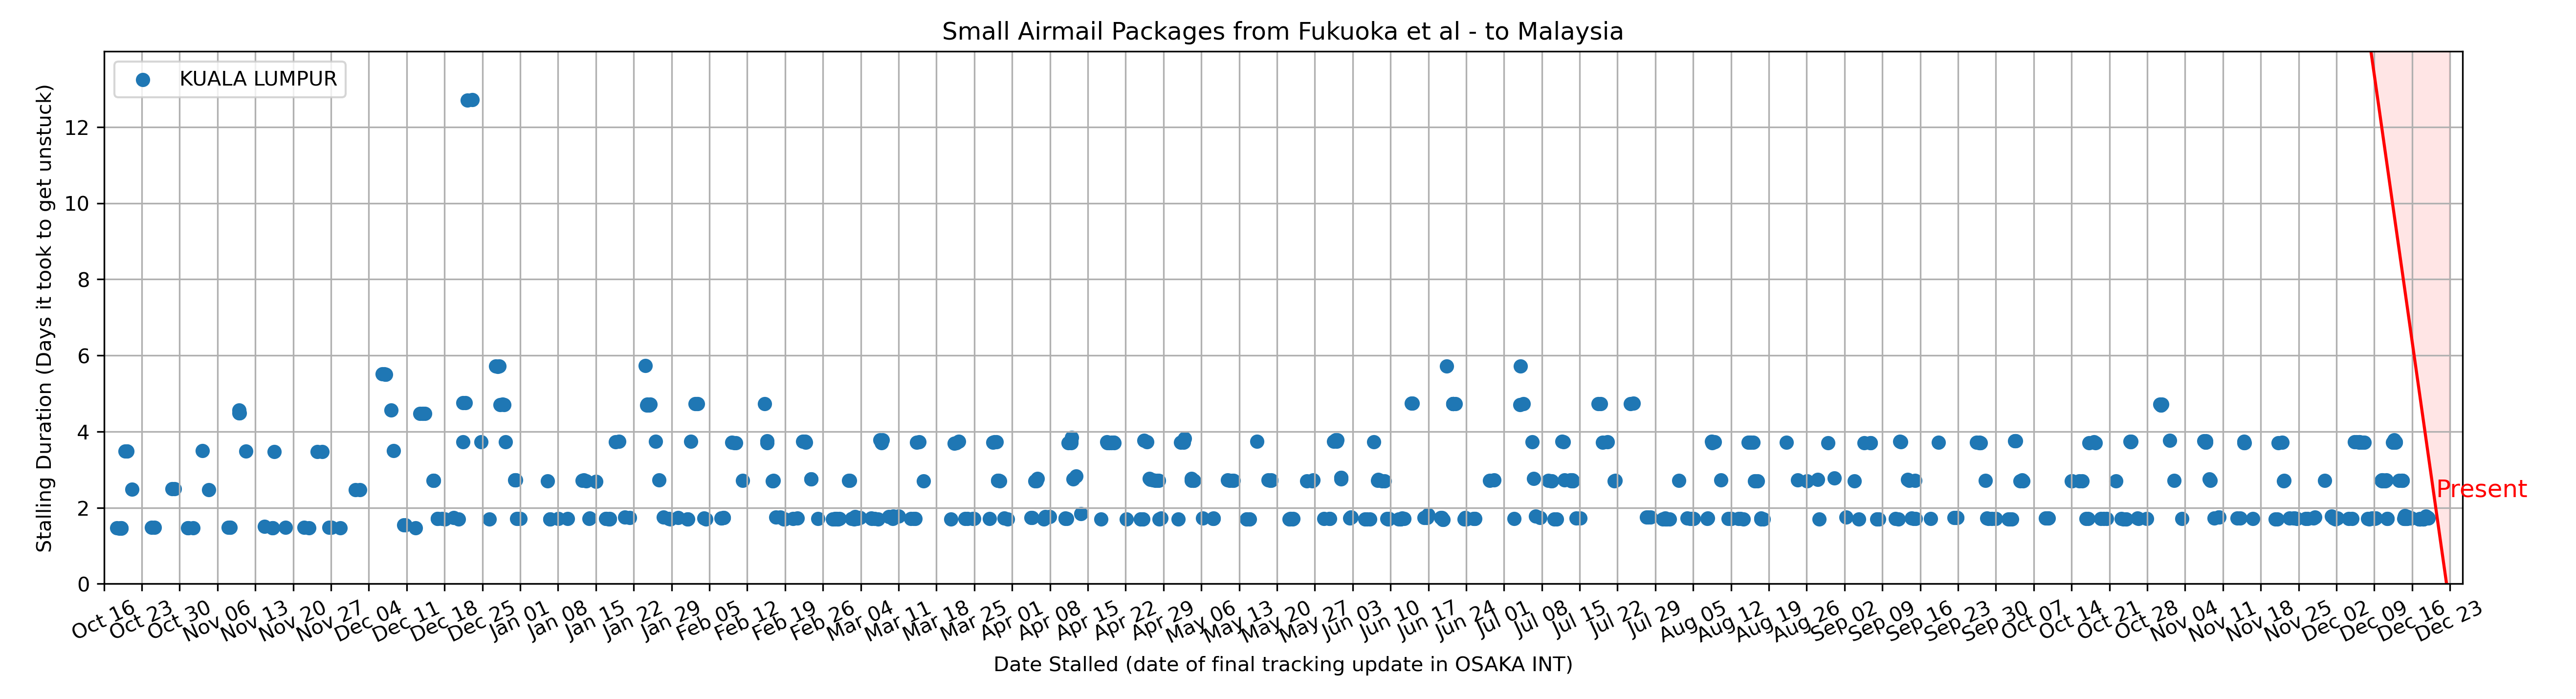 Small Airmail Packages from Fukuoka et al - to Malaysia
KUALA LUMPUR
Stalling Duration (Days it took to get unstuck)
12
10
8
6
4
2
0
Present
Oct 16 Oct 23 Oct 30 Nov 06 Nov 13 Nov 20 Nov 27 Dec 04 Dec 11 Dec 18 Dec 25 Jan 01 Jan 08 Jan 15 Jan 22 Jan 29 Feb 05 Feb 12 Feb 19 Feb 26 Mar 04 Mar 11 Mar 18 Mar 25 Apr 01 Apr 08 Apr 15 Apr 22 Apr 29 May 06 May 13 May 20 May 27 Jun 03 Jun 10 Jun 17 Jun 24 Jul 01 Jul 08 Jul 15 Jul 22 Jul 29 Aug 05 Aug 12 Aug 19 Aug 26 Sep 02 Sep 09 Sep 16 Sep 23 Sep 30 Oct 07 Oct 14 Oct 21 Oct 28 Nov 04 Nov 11 Nov 18 Nov 25 Dec 02 Dec 09 Dec 16 Dec 23
Date Stalled (date of final tracking update in OSAKA INT)